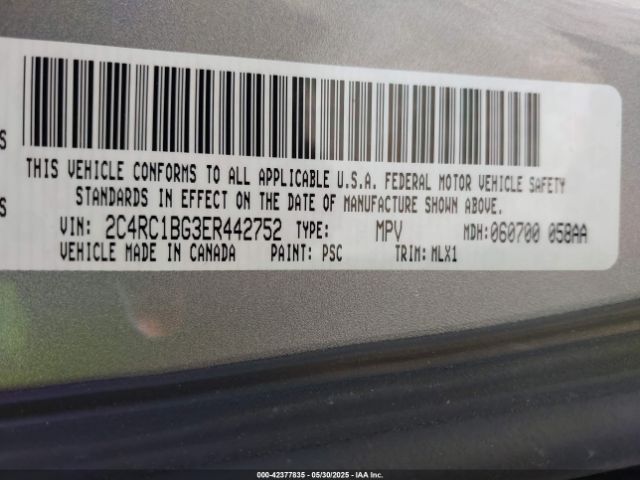 S
THIS VEHICLE CONFORMS TO ALL APPLICABLE U.S.A. FEDERAL MOTOR VEHICLE SAFETY
S STANDARDS IN EFFECT ON THE DATE OF MANUFACTURE SHOWN ABOVE.
VIN: 2C4RC1BG3ER442752 TYPE: MPV MDH:060700 058AA
VEHICLE MADE IN CANADA PAINT: PSC TRIM: MLX1
000-42377835 - 05/30/2025 - IAA Inc.